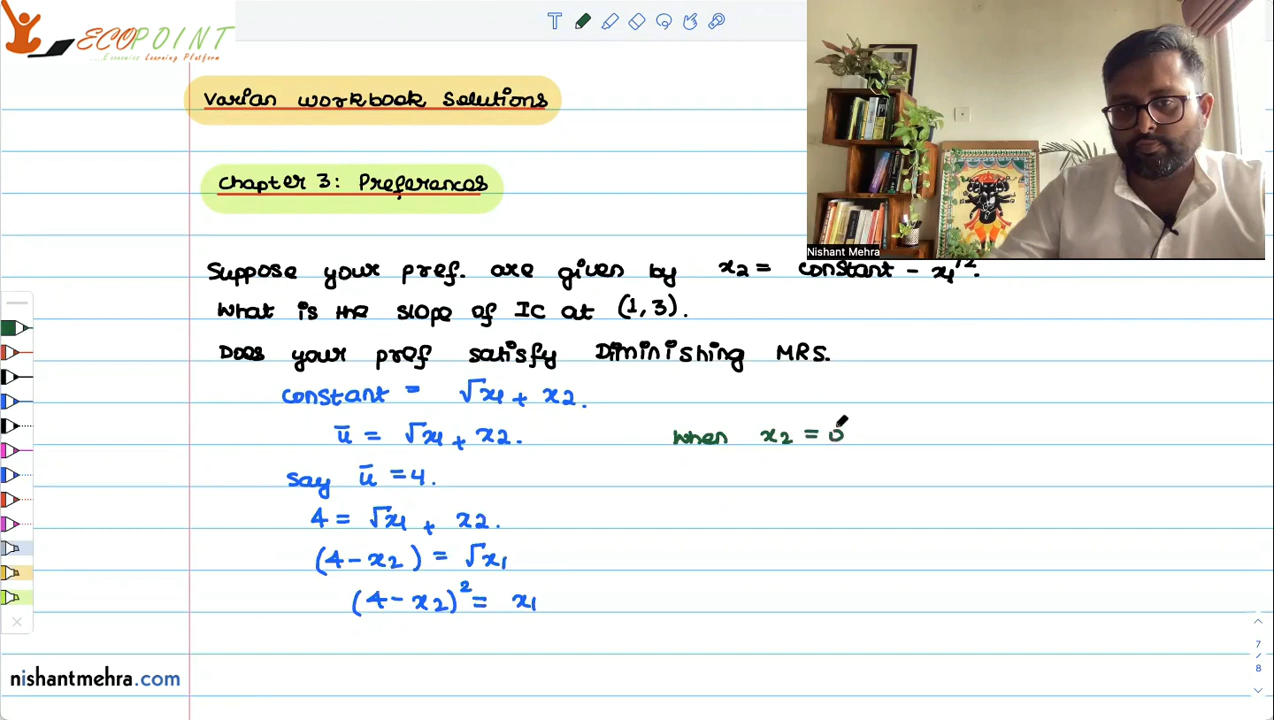 ECOPOINT
....Economics Learning Platform
Varian workbook Solutions
Chapter 3: Preferances
Nishant Mehra
Suppose your pref. are given by x2 = constant - x1^1/2.
What is the slope of IC at (1,3).
Does your pref satisfy Diminishing MRS.
constant = √x1 + x2.
ū = √x1 + x2.
when x2 = 0
say ū = 4.
4 = √x1 + x2.
(4-x2) = √x1
(4-x2)² = x1
7
/
8
nishantmehra.com